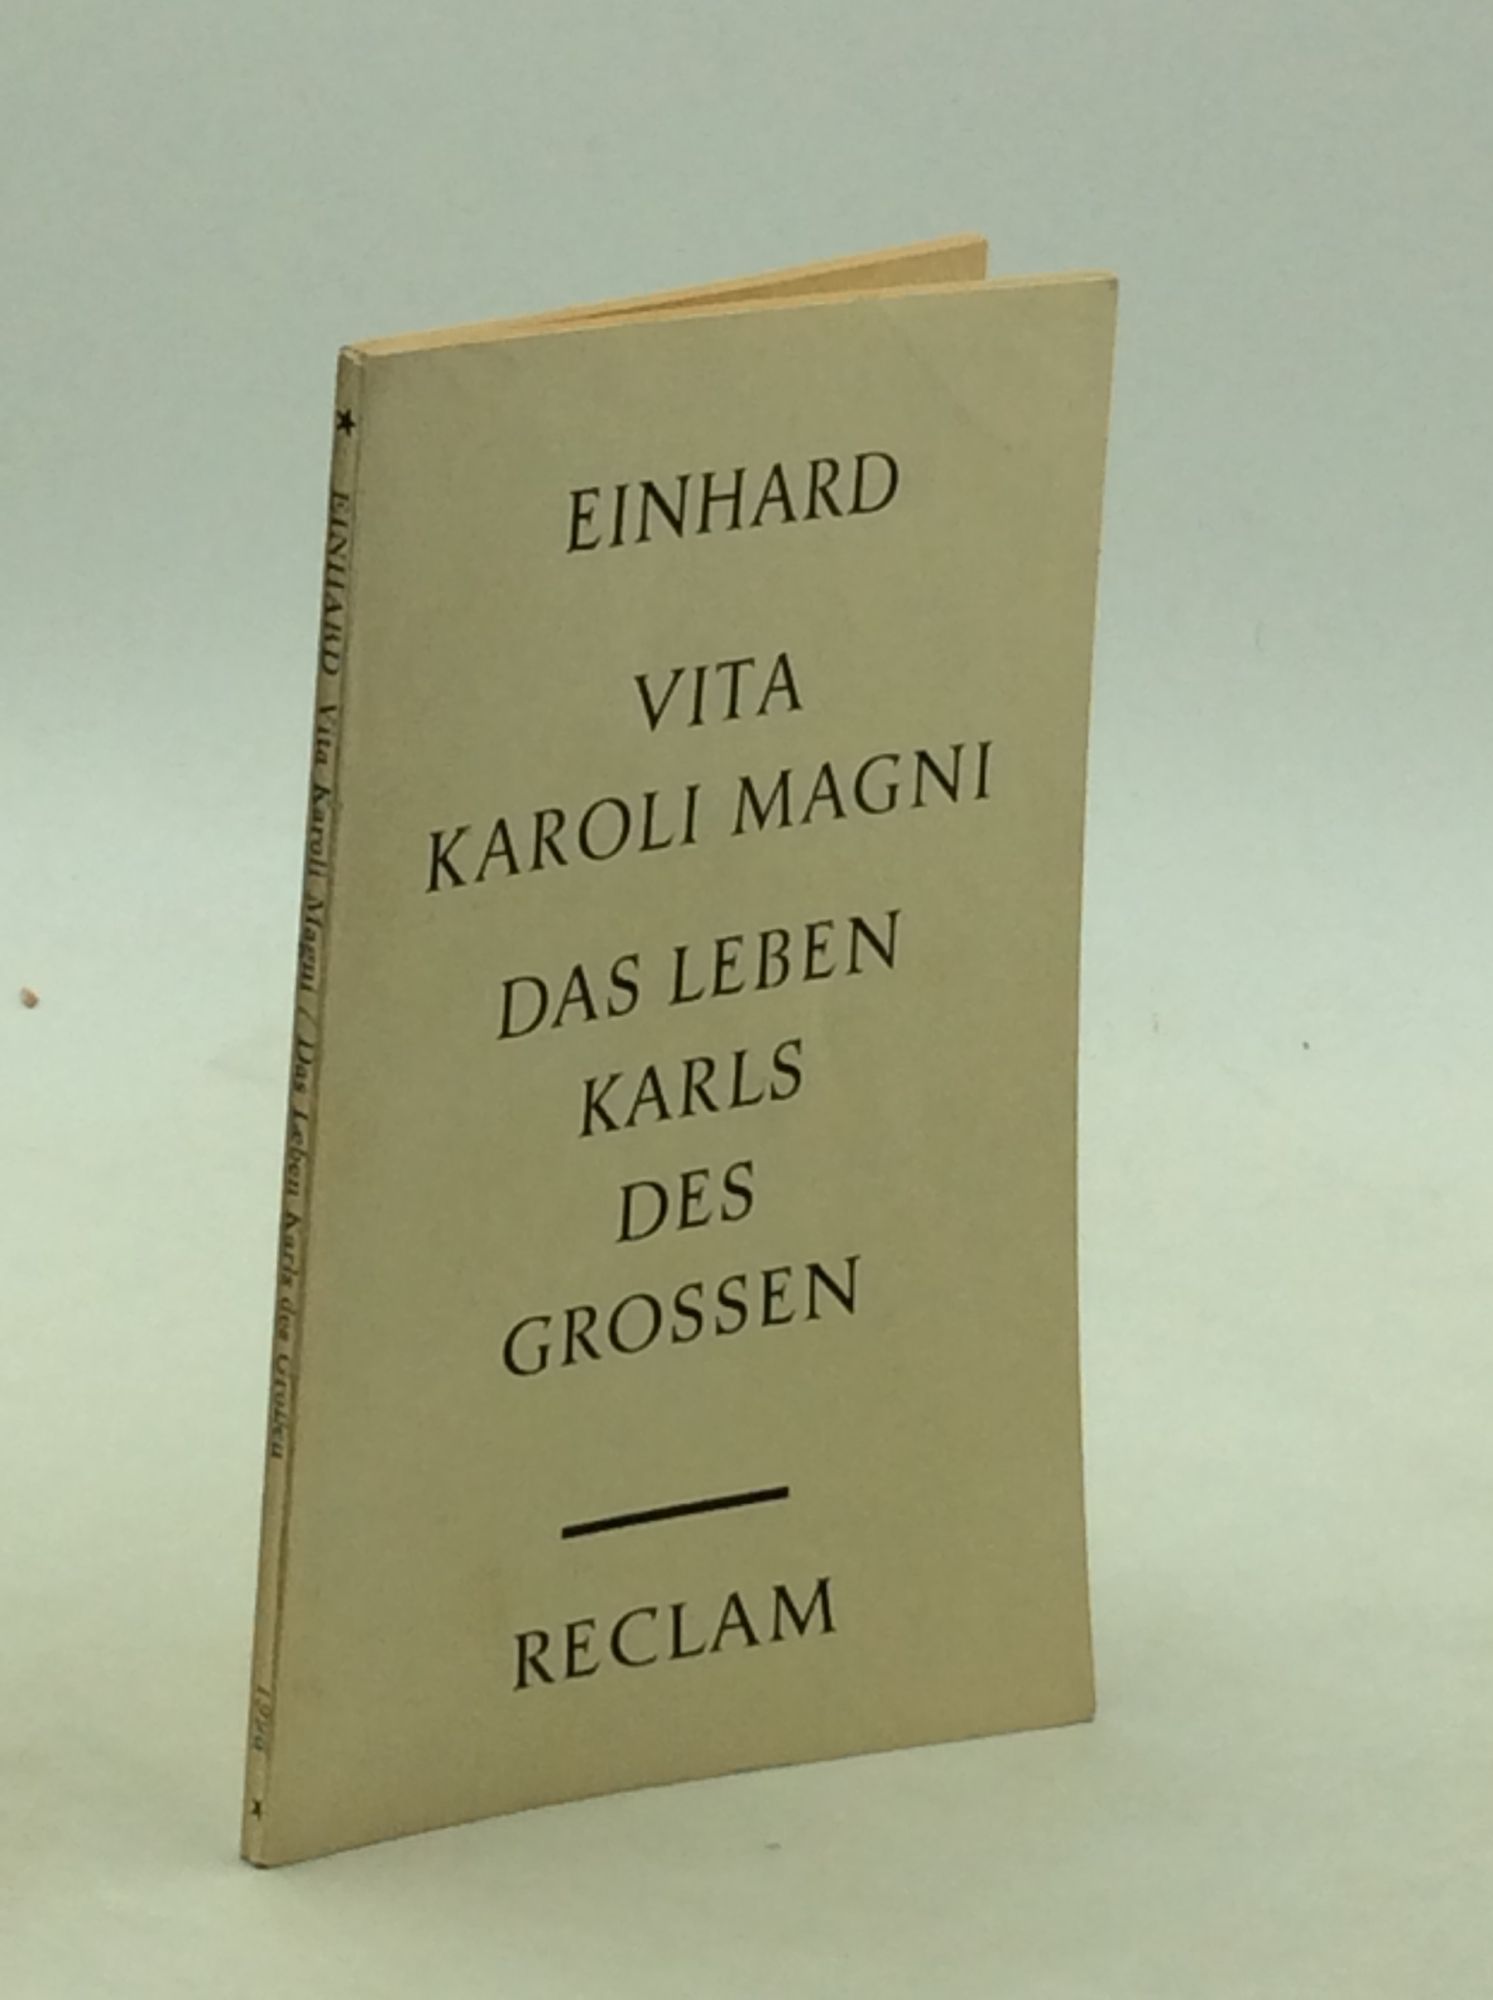 EINHARD
VITA
KAROLI MAGNI
DAS LEBEN
KARLS
DES
GROSSEN
RECLAM
EINHARD Vita Karoli Magni / Das Leben Karls des Großen